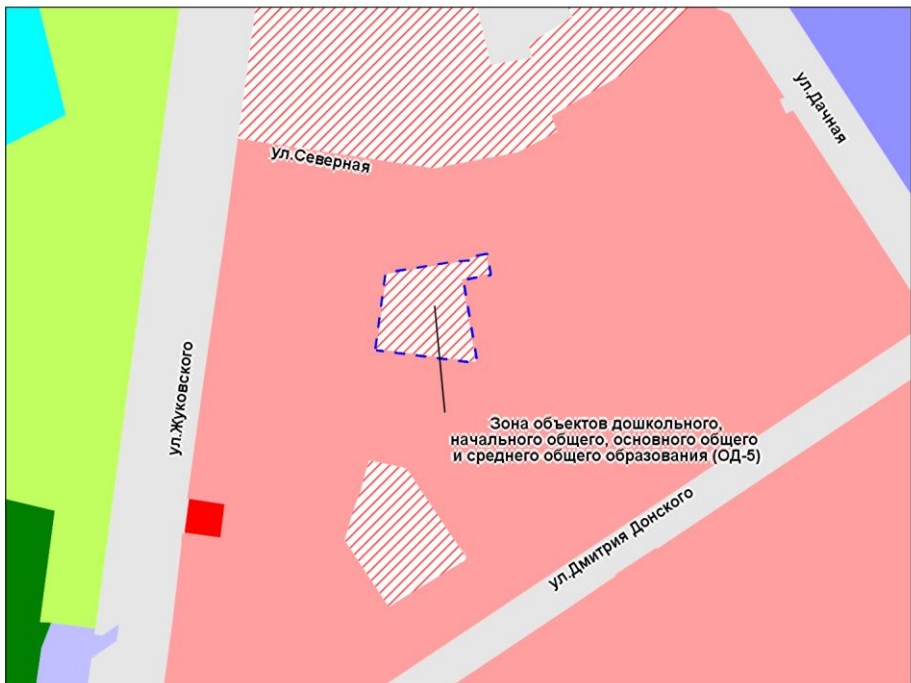 ул.Дачная
ул.Северная
ул.Жуковского
Зона объектов дошкольного,
начального общего, основного общего
и среднего общего образования (ОД-5)
ул.Дмитрия Донского